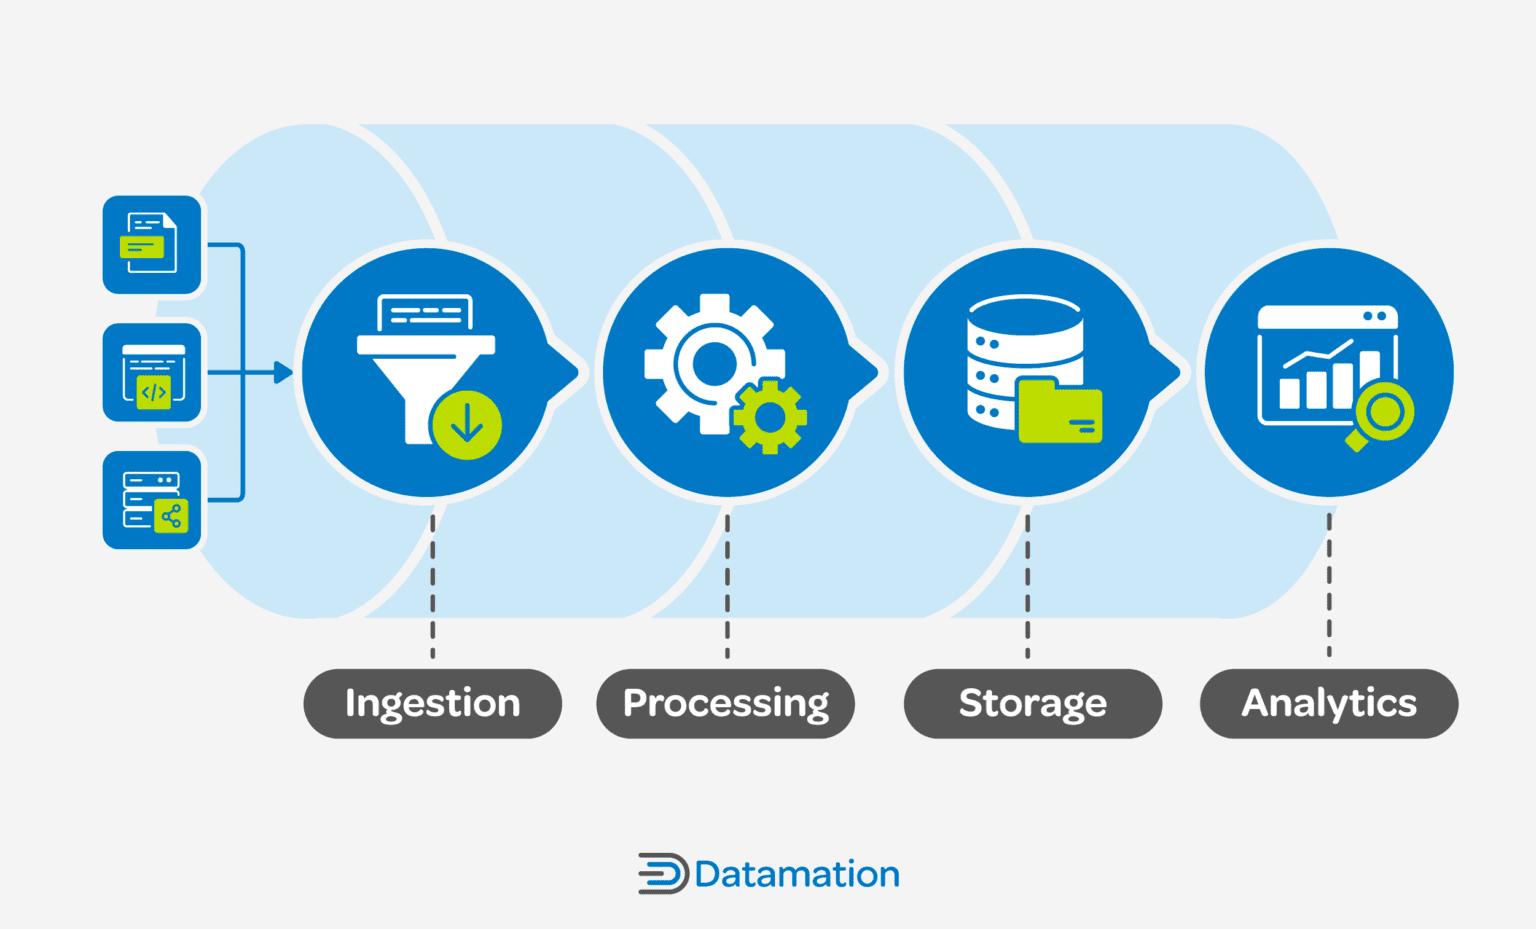 Ingestion
Processing
Storage
Analytics
Datamation